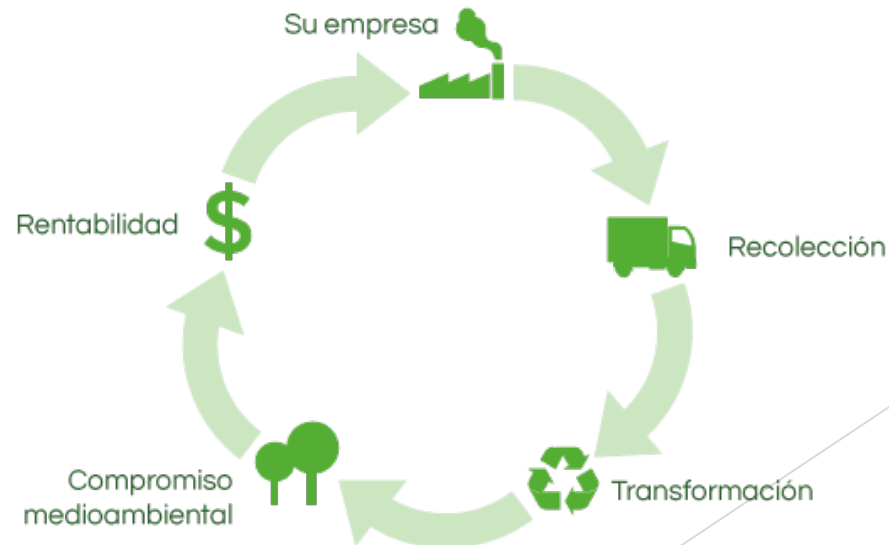 Su empresa
Recolección
Transformación
Compromiso
medioambiental
Rentabilidad
$